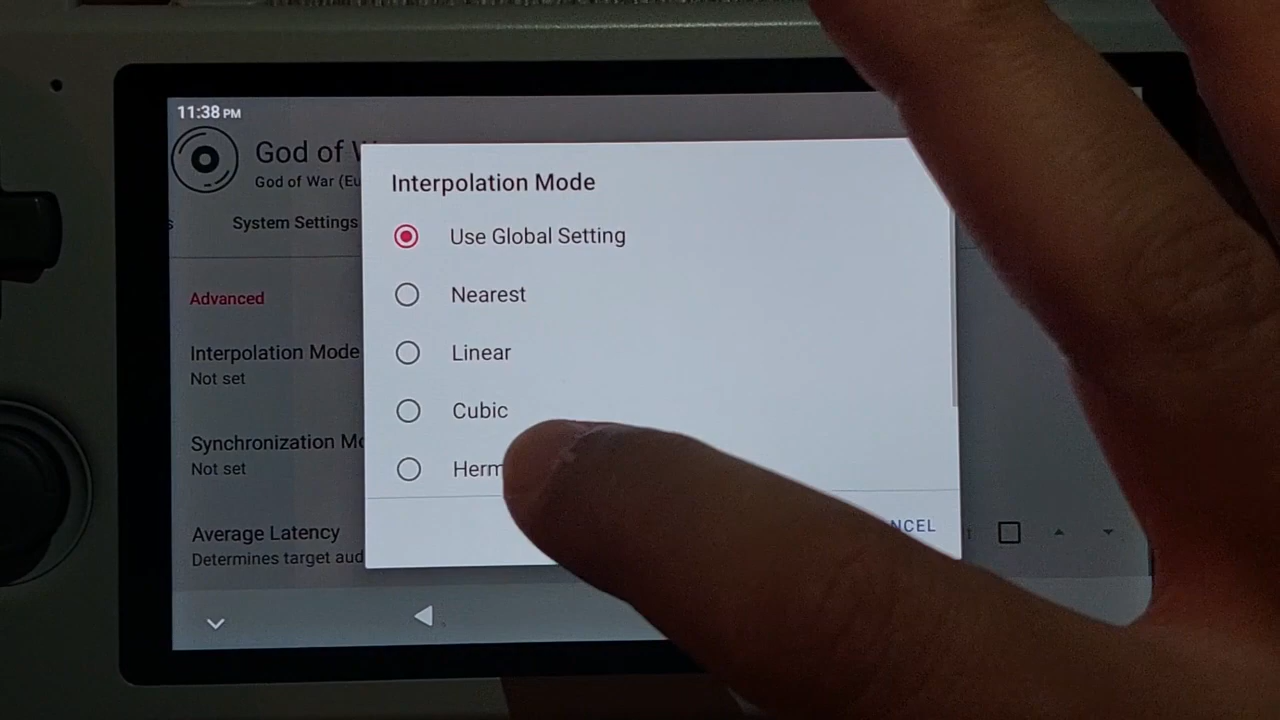 11:38 PM
God of
God of War (Eu
s
System Settings
Advanced
Interpolation Mode
Not set
Synchronization Mo
Not set
Average Latency
Determines target aud
Interpolation Mode
Use Global Setting
Nearest
Linear
Cubic
Herm
NCEL